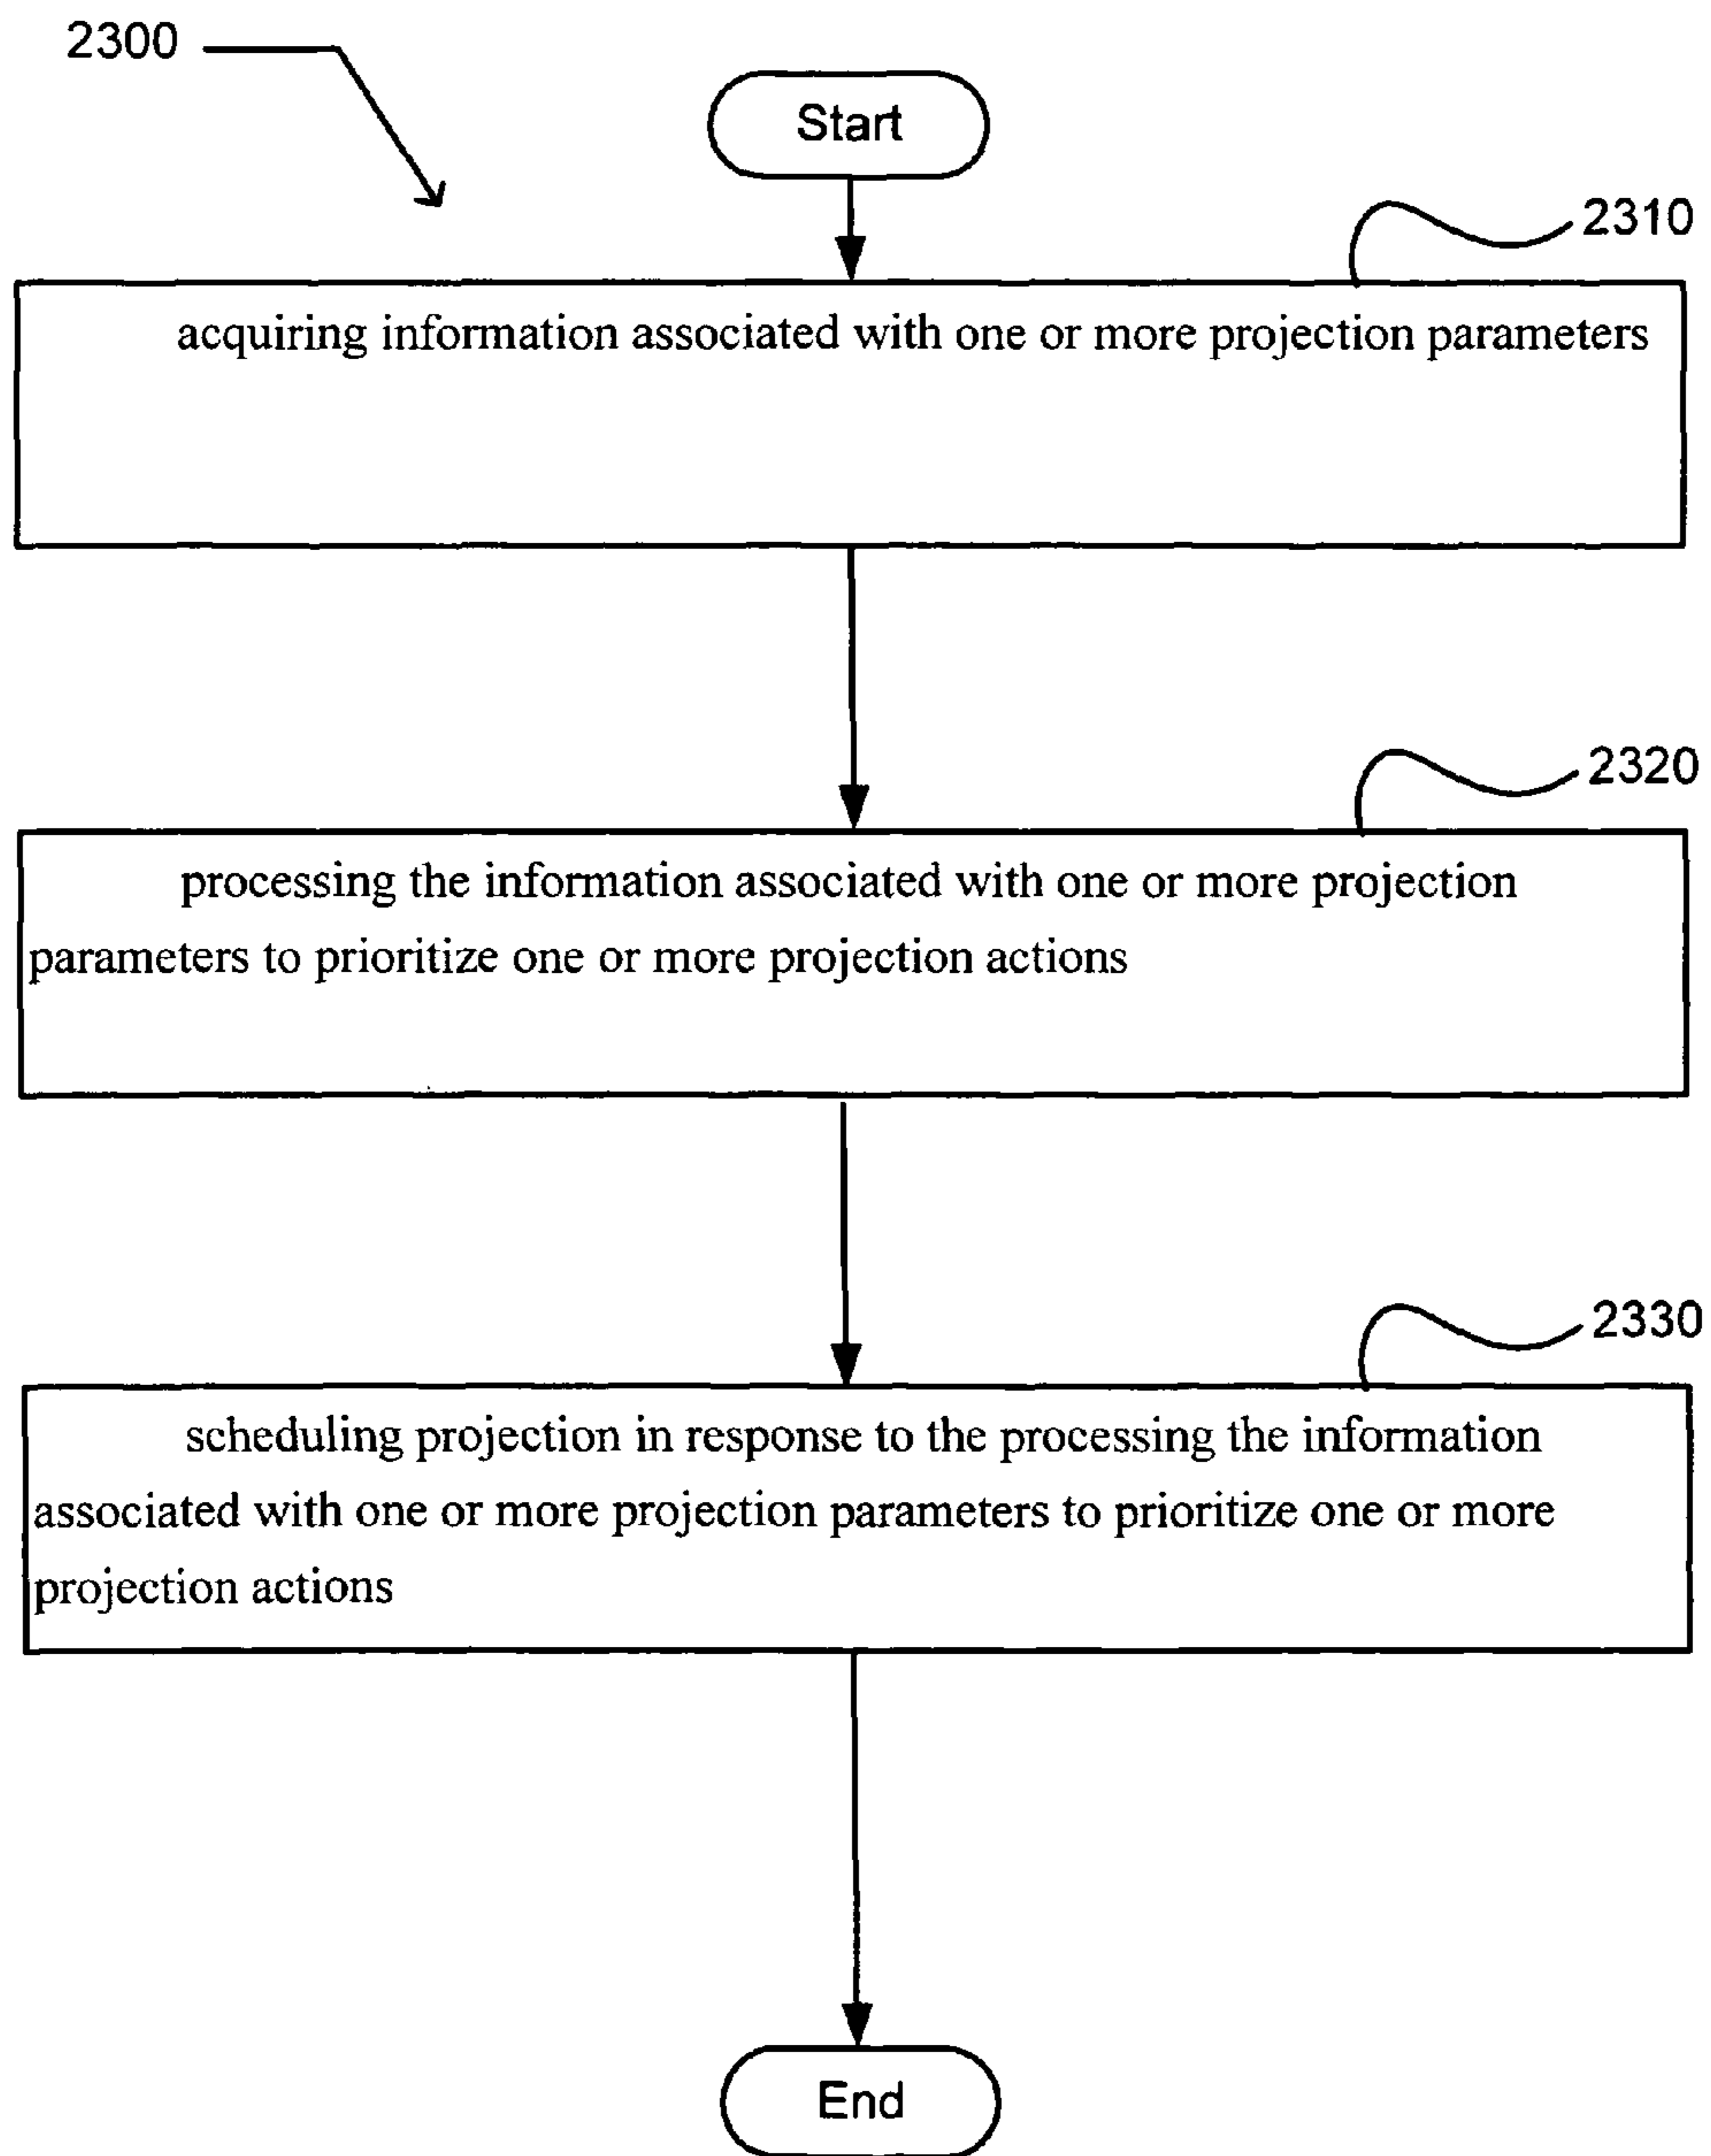 2300
Start
2310
acquiring information associated with one or more projection parameters
2320
processing the information associated with one or more projection
parameters to prioritize one or more projection actions
2330
scheduling projection in response to the processing the information
associated with one or more projection parameters to prioritize one or more
projection actions
End